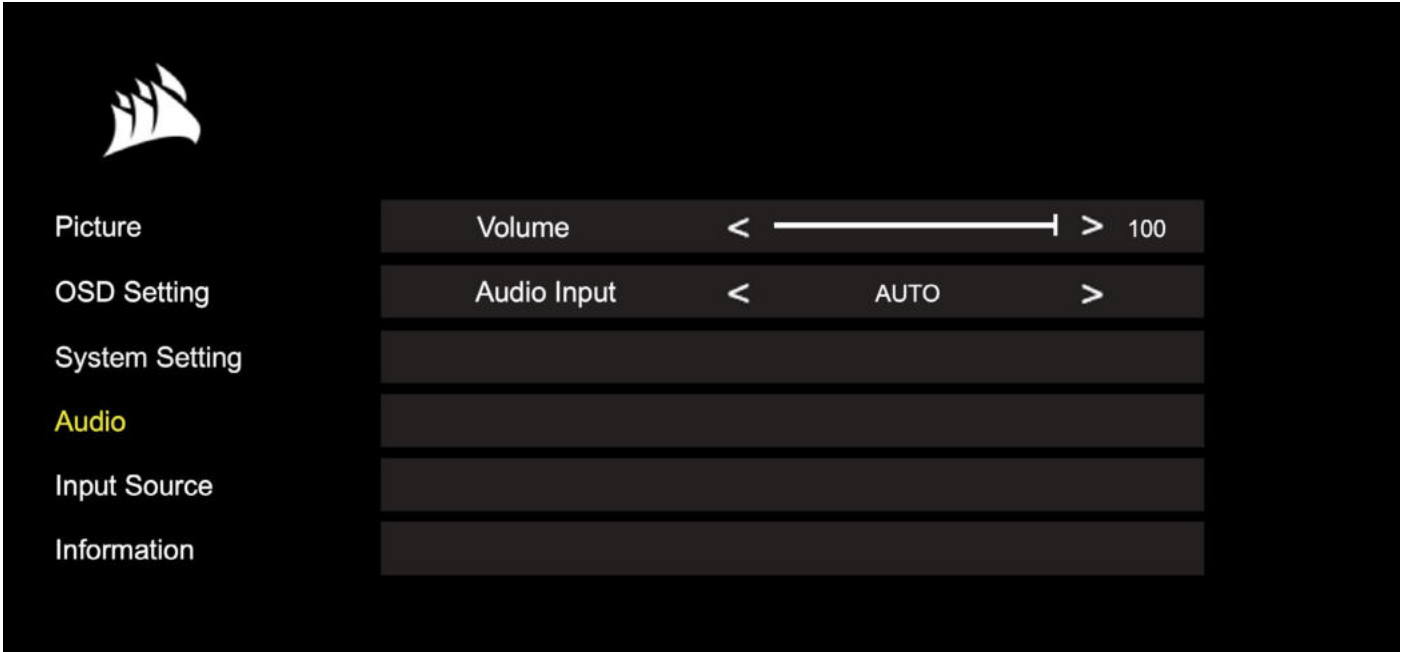 Picture Volume < > 100
OSD Setting Audio Input < AUTO >
System Setting
Audio
Input Source
Information